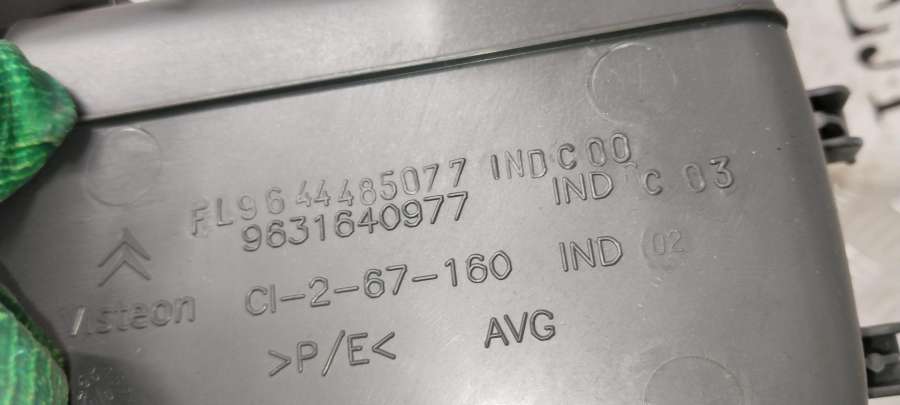 FL9644485077 IND C 00
9631640977 IND C 03
CI-2-67-160 IND 02
Visteon
>P/E< AVG